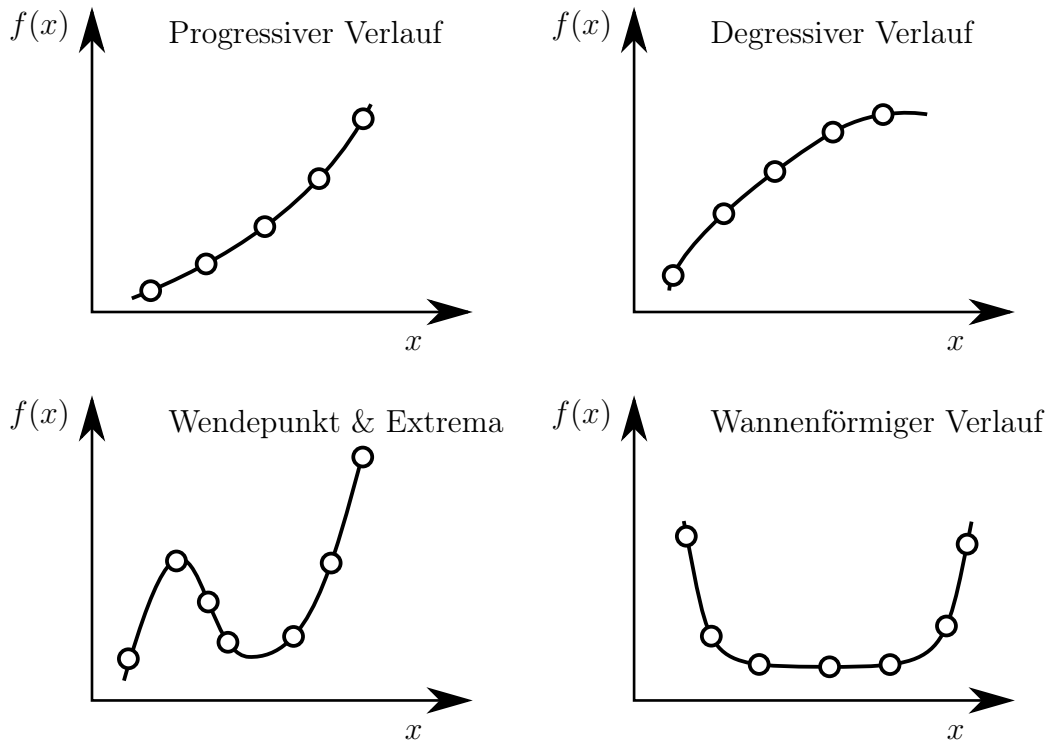 f(x)
Progressiver Verlauf
x
f(x)
Degressiver Verlauf
x
f(x)
Wendepunkt & Extrema
x
f(x)
Wannenförmiger Verlauf
x